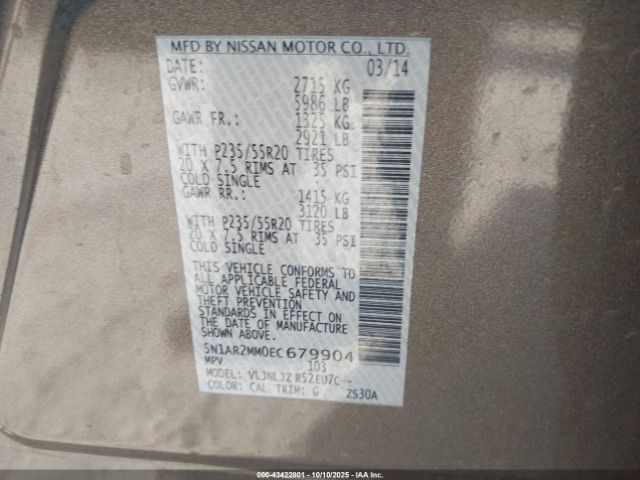 MFD BY NISSAN MOTOR CO., LTD.
DATE: 03/14
GVWR: 2715 KG
5986 LB
GAWR FR.: 1325 KG
2921 LB
WITH P235/55R20 TIRES
20 X 7.5 RIMS AT 35 PSI
COLD SINGLE
GAWR RR.: 1415 KG
3120 LB
WITH P235/55R20 TIRES
20 X 7.5 RIMS AT 35 PSI
COLD SINGLE
THIS VEHICLE CONFORMS TO
ALL APPLICABLE FEDERAL
MOTOR VEHICLE SAFETY AND
THEFT PREVENTION
STANDARDS IN EFFECT ON
THE DATE OF MANUFACTURE
SHOWN ABOVE.
5N1AR2MM0EC679904
MPV 103
MODEL: VLJNLJZ R52EU7C--
COLOR: CAL TRIM: G ZS30A
Copart 43422601 - 10/10/2025 - IAA Inc.